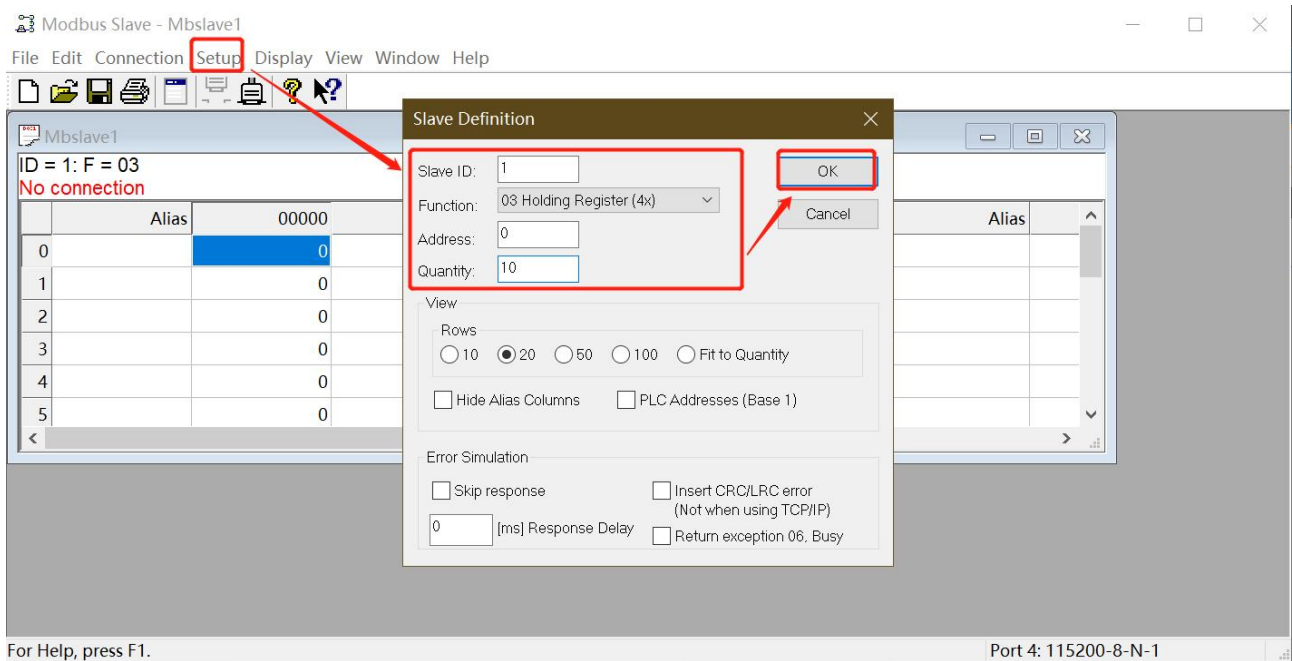 Modbus Slave - Mbslave1
File Edit Connection Setup Display View Window Help
Mbslave1
ID = 1: F = 03
No connection
Alias 00000 Alias
0 0
1 0
2 0
3 0
4 0
5 0
Slave Definition
Slave ID: 1
Function: 03 Holding Register (4x)
Address: 0
Quantity: 10
OK
Cancel
View
Rows
10 20 50 100 Fit to Quantity
Hide Alias Columns PLC Addresses (Base 1)
Error Simulation
Skip response
0 [ms] Response Delay
Insert CRC/LRC error
(Not when using TCP/IP)
Return exception 06, Busy
For Help, press F1.
Port 4: 115200-8-N-1